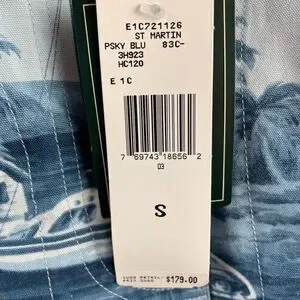 E1C721126
ST MARTIN
PSKY BLU 83C-
3H923
HC120
E 1C
7 69743 18656 2
03
S
$179.00